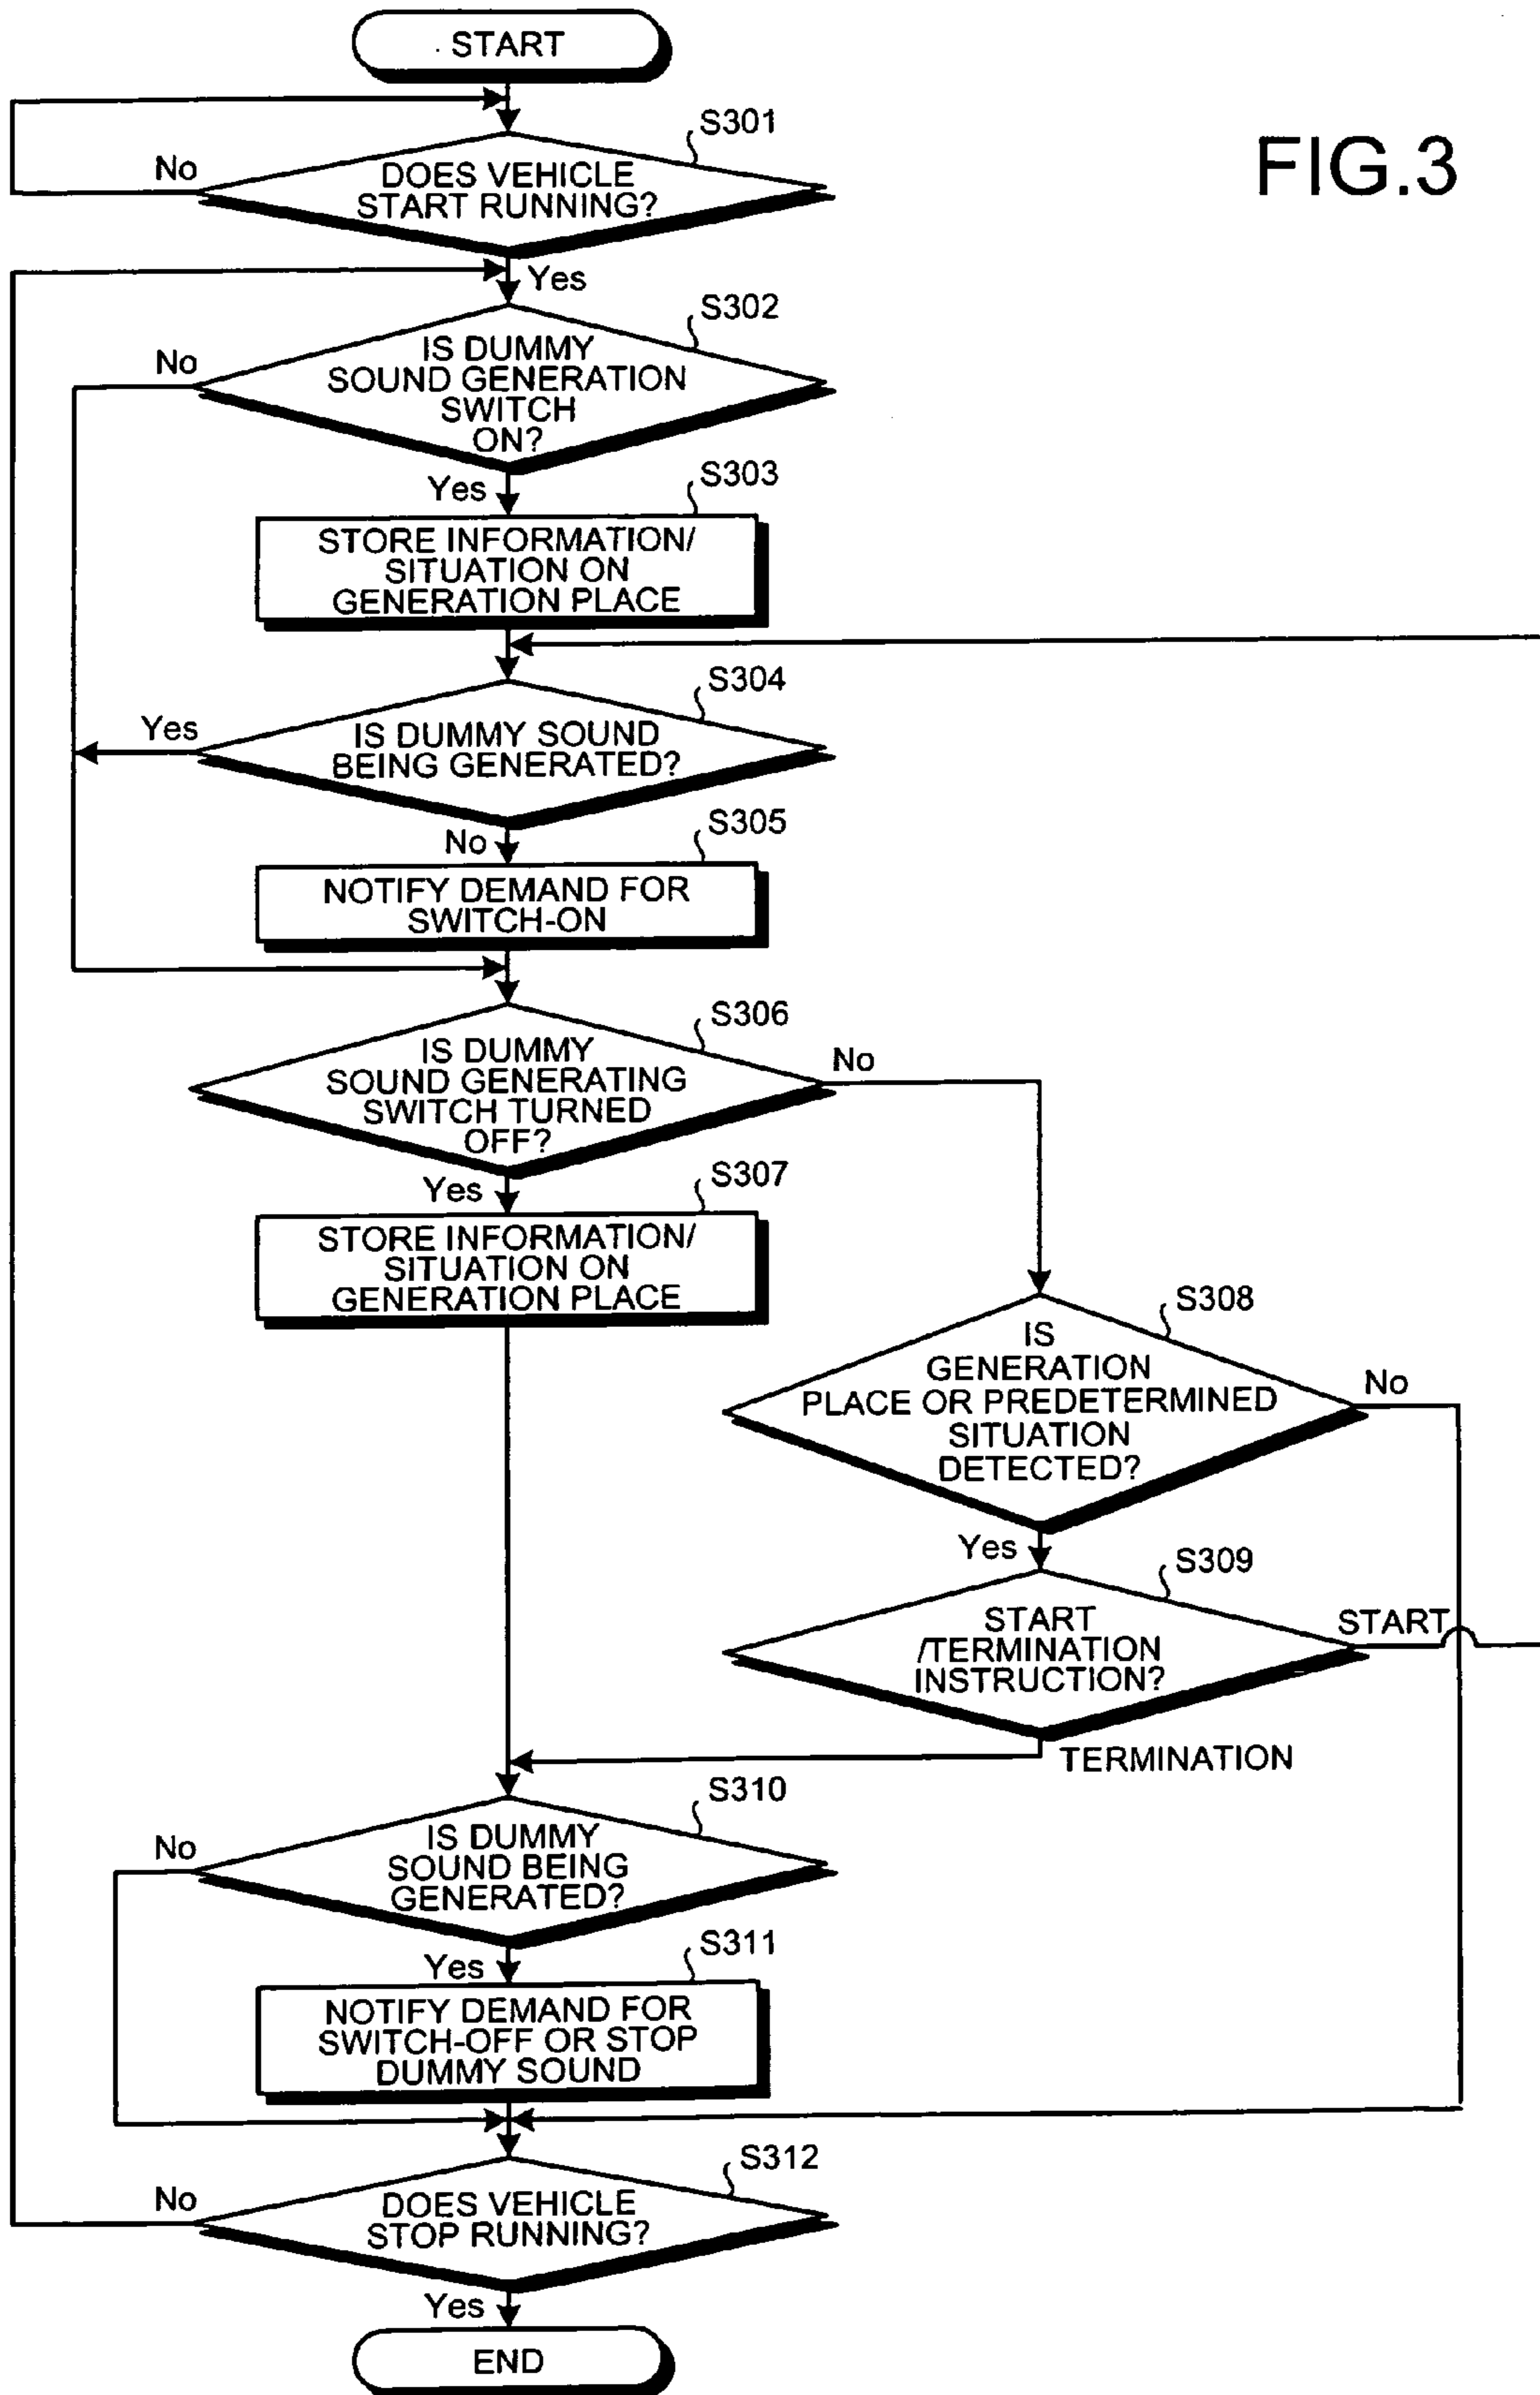 START
FIG.3
S301
No
DOES VEHICLE
START RUNNING?
Yes
S302
No
IS DUMMY
SOUND GENERATION
SWITCH
ON?
Yes
S303
STORE INFORMATION/
SITUATION ON
GENERATION PLACE
S304
Yes
IS DUMMY SOUND
BEING GENERATED?
No
S305
NOTIFY DEMAND FOR
SWITCH-ON
S306
IS DUMMY
SOUND GENERATING
SWITCH TURNED
OFF?
No
Yes
S307
STORE INFORMATION/
SITUATION ON
GENERATION PLACE
S308
IS
GENERATION
PLACE OR PREDETERMINED
SITUATION
DETECTED?
No
Yes
S309
START
/TERMINATION
INSTRUCTION?
START
TERMINATION
S310
No
IS DUMMY
SOUND BEING
GENERATED?
Yes
S311
NOTIFY DEMAND FOR
SWITCH-OFF OR STOP
DUMMY SOUND
S312
No
DOES VEHICLE
STOP RUNNING?
Yes
END